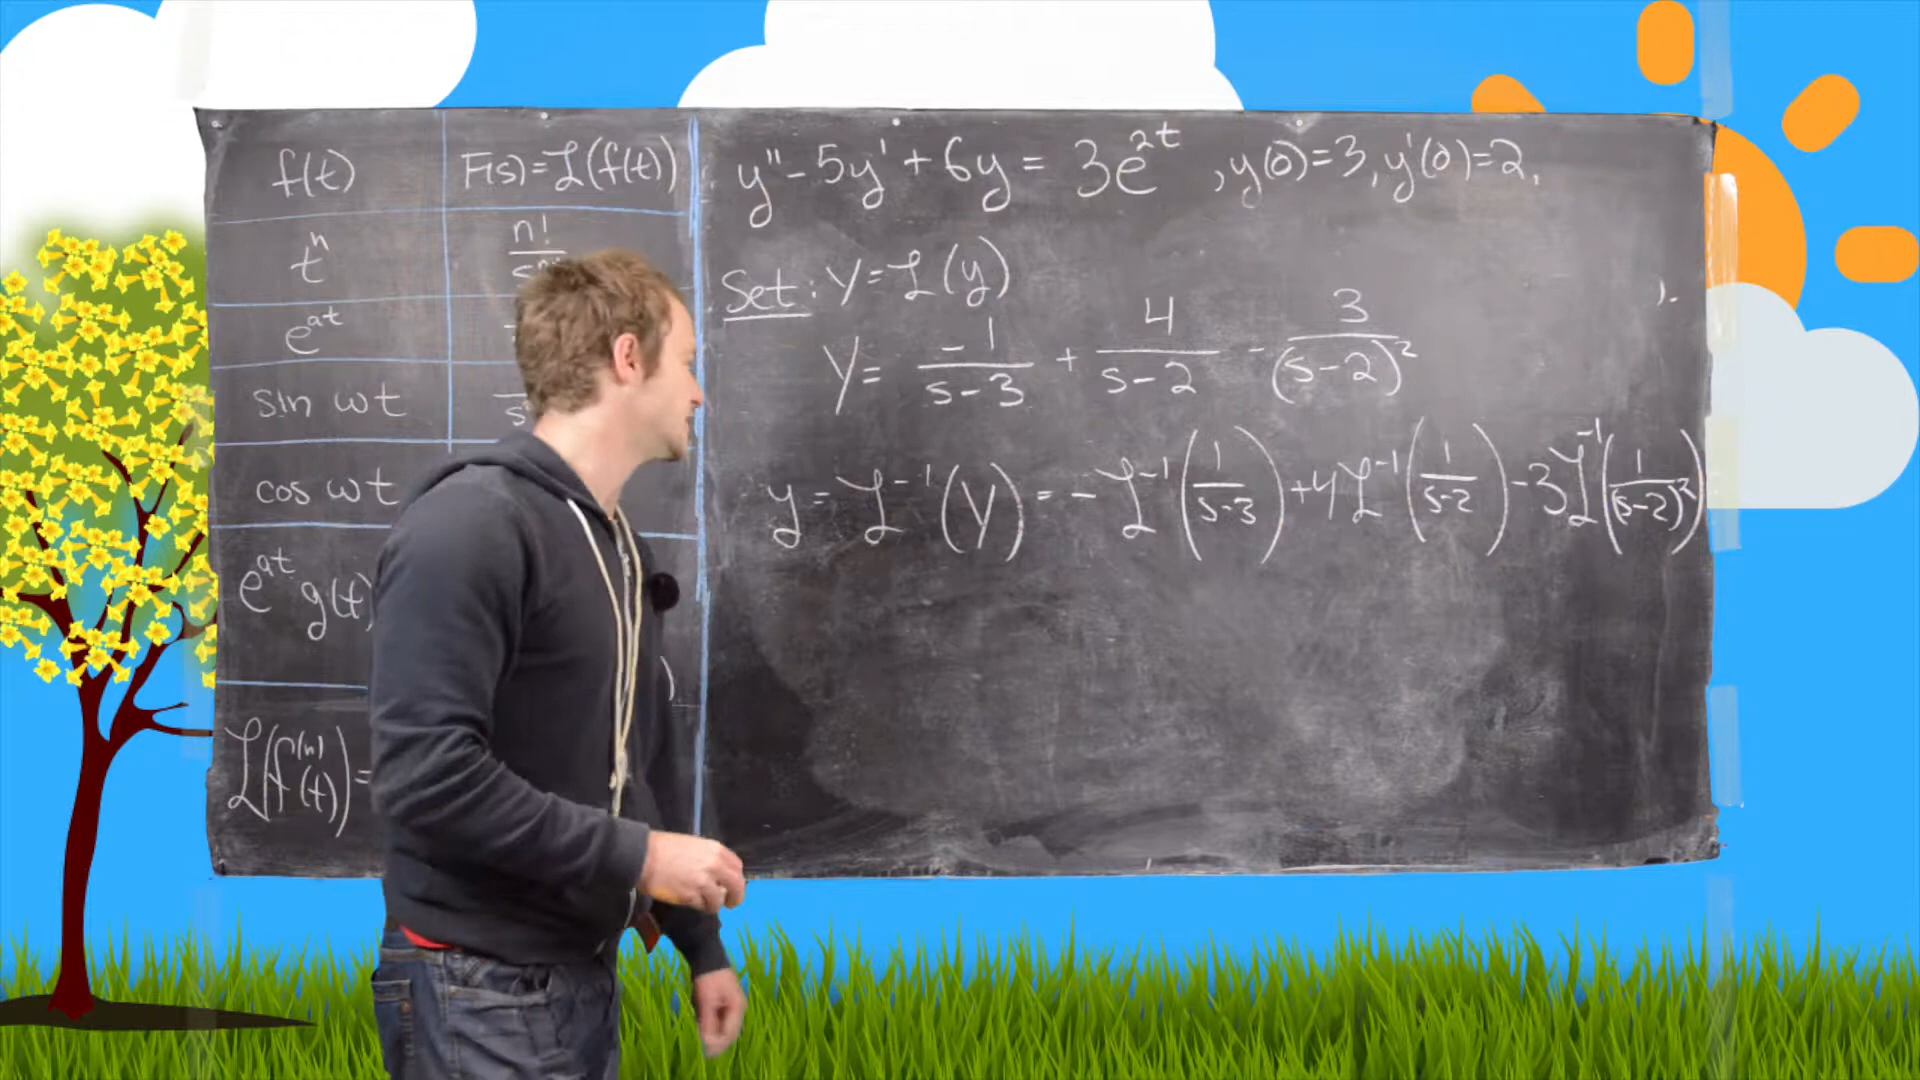 f(t) F(s)=ℒ(f(t))
tⁿ n!
e^{at}
sin ωt
cos ωt
e^{at} g(t)
ℒ(f^{(n)}(t))=
y''-5y'+6y= 3e^{2t} ,y(0)=3,y'(0)=2,
Set: Y=ℒ(y)
Y= -1/(s-3) + 4/(s-2) - 3/(s-2)²
y=ℒ⁻¹(Y)=-ℒ⁻¹(1/(s-3))+4ℒ⁻¹(1/(s-2))-3ℒ⁻¹(1/(s-2)²)